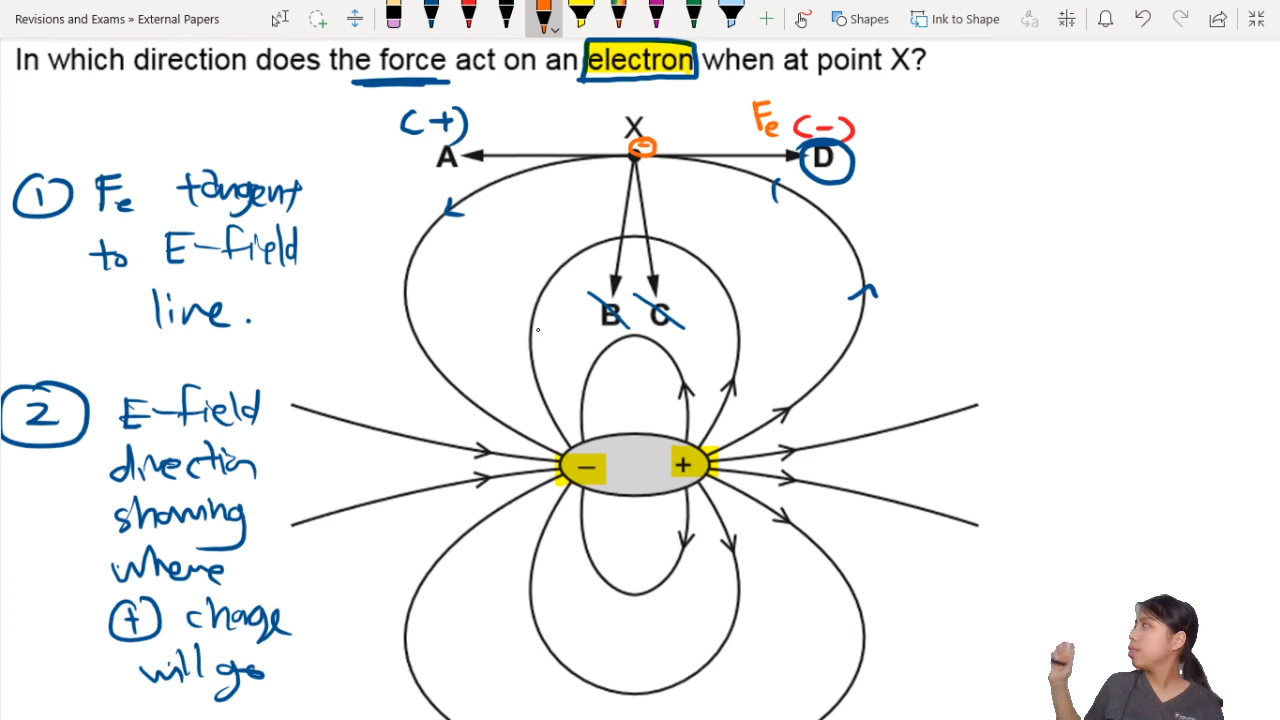 Revisions and Exams » External Papers
Shapes
Ink to Shape
In which direction does the force act on an electron when at point X?
(+)
X
Fe (-)
A
-
D
① Fe tangent
to E-field
line.
B
C
② E-field
direction
showing
where
⊕ charge
will go
−
+